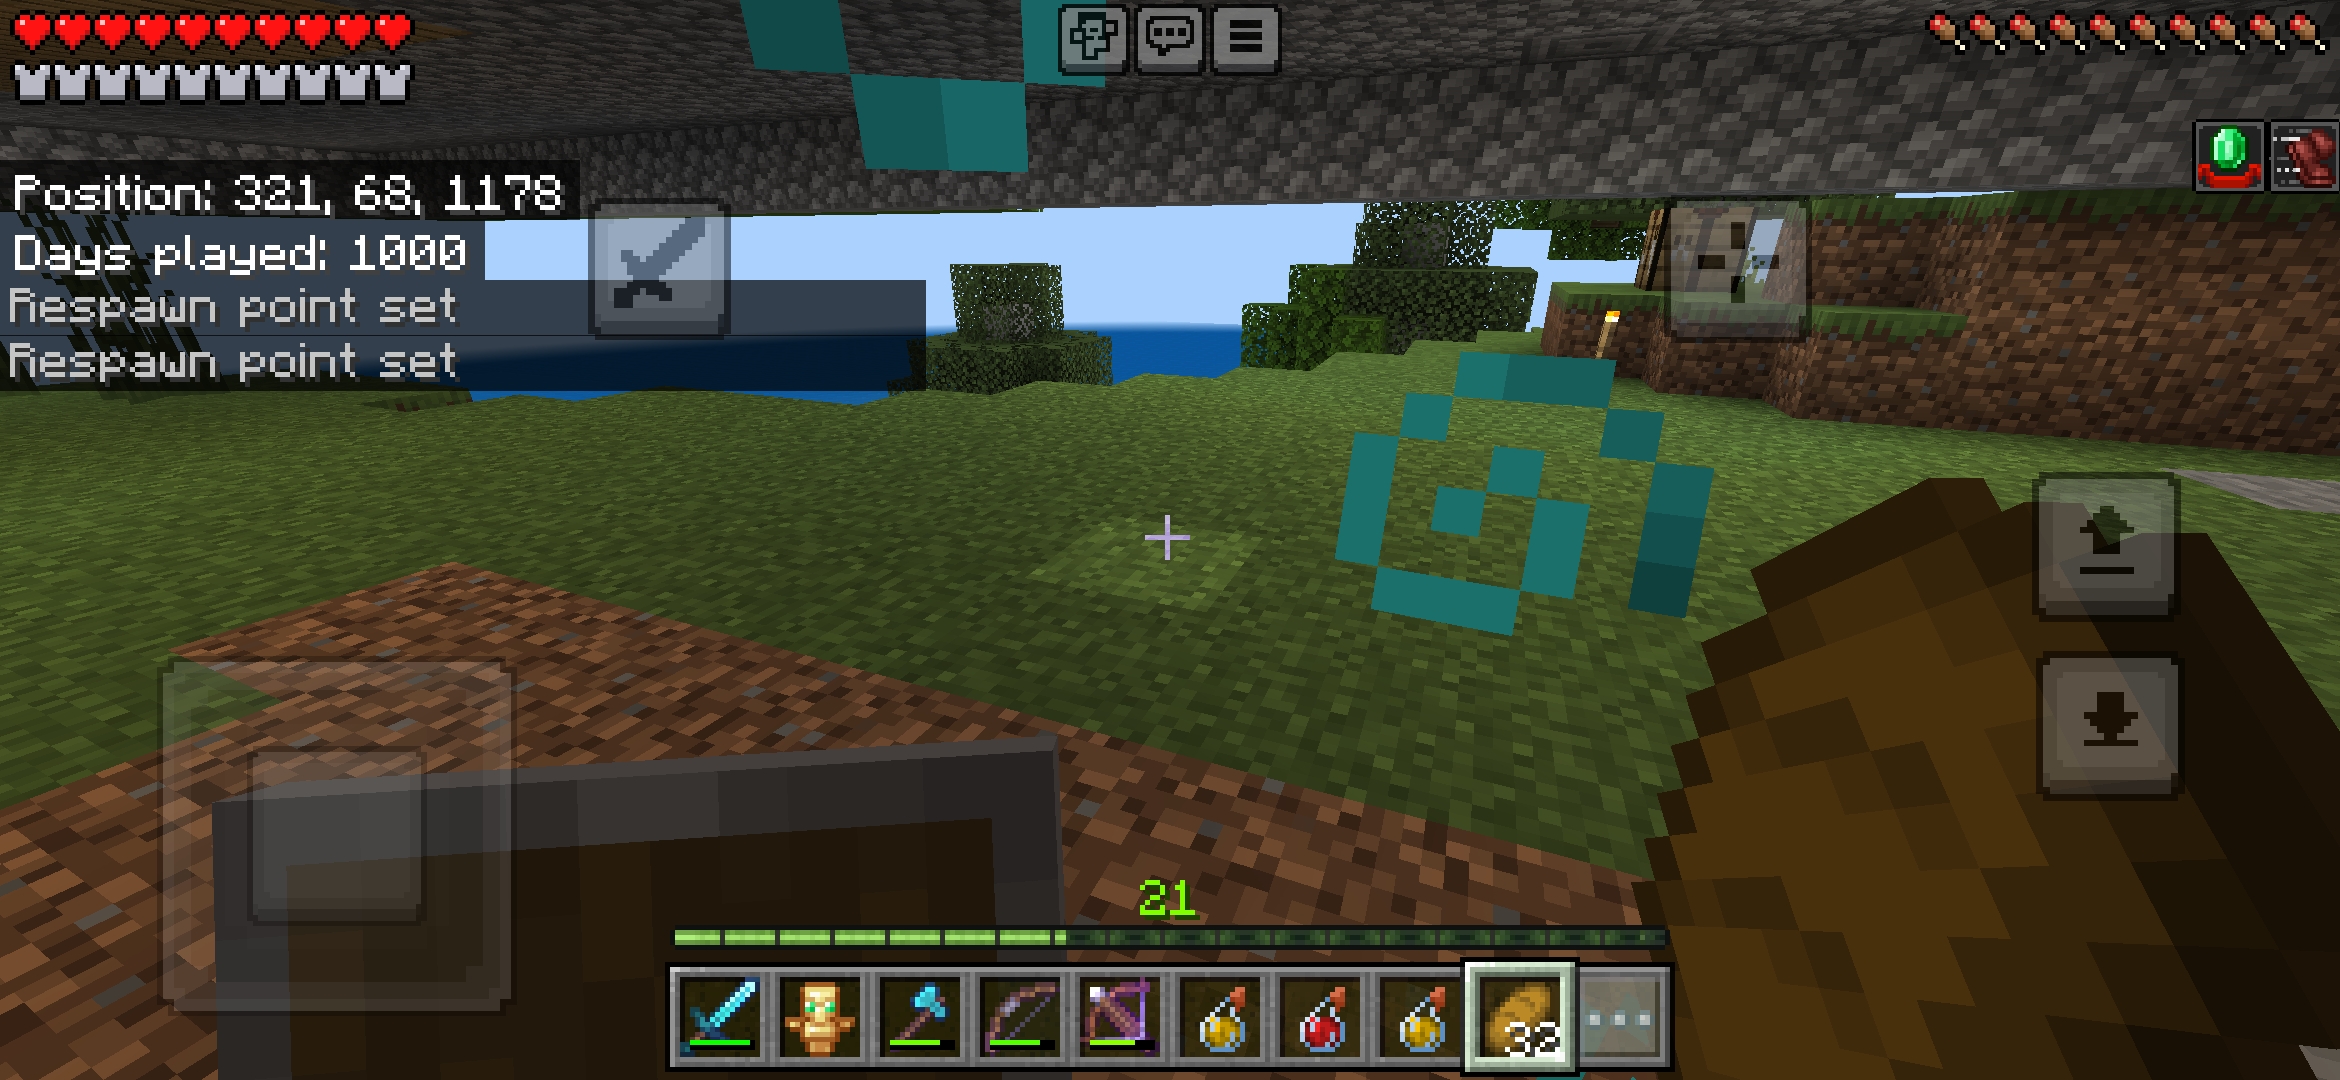 Position: 321, 68, 1178
Days played: 1000
Respawn point set
Respawn point set
21
32